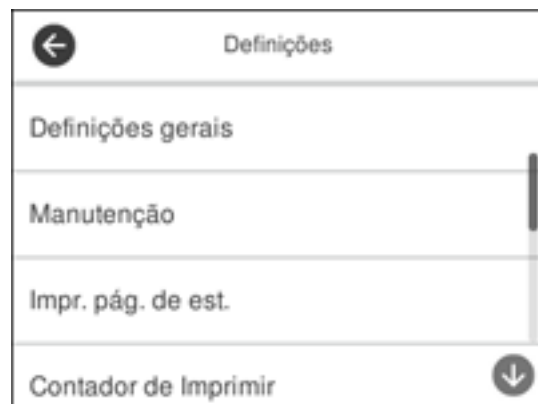 Definições
Definições gerais
Manutenção
Impr. pág. de est.
Contador de Imprimir